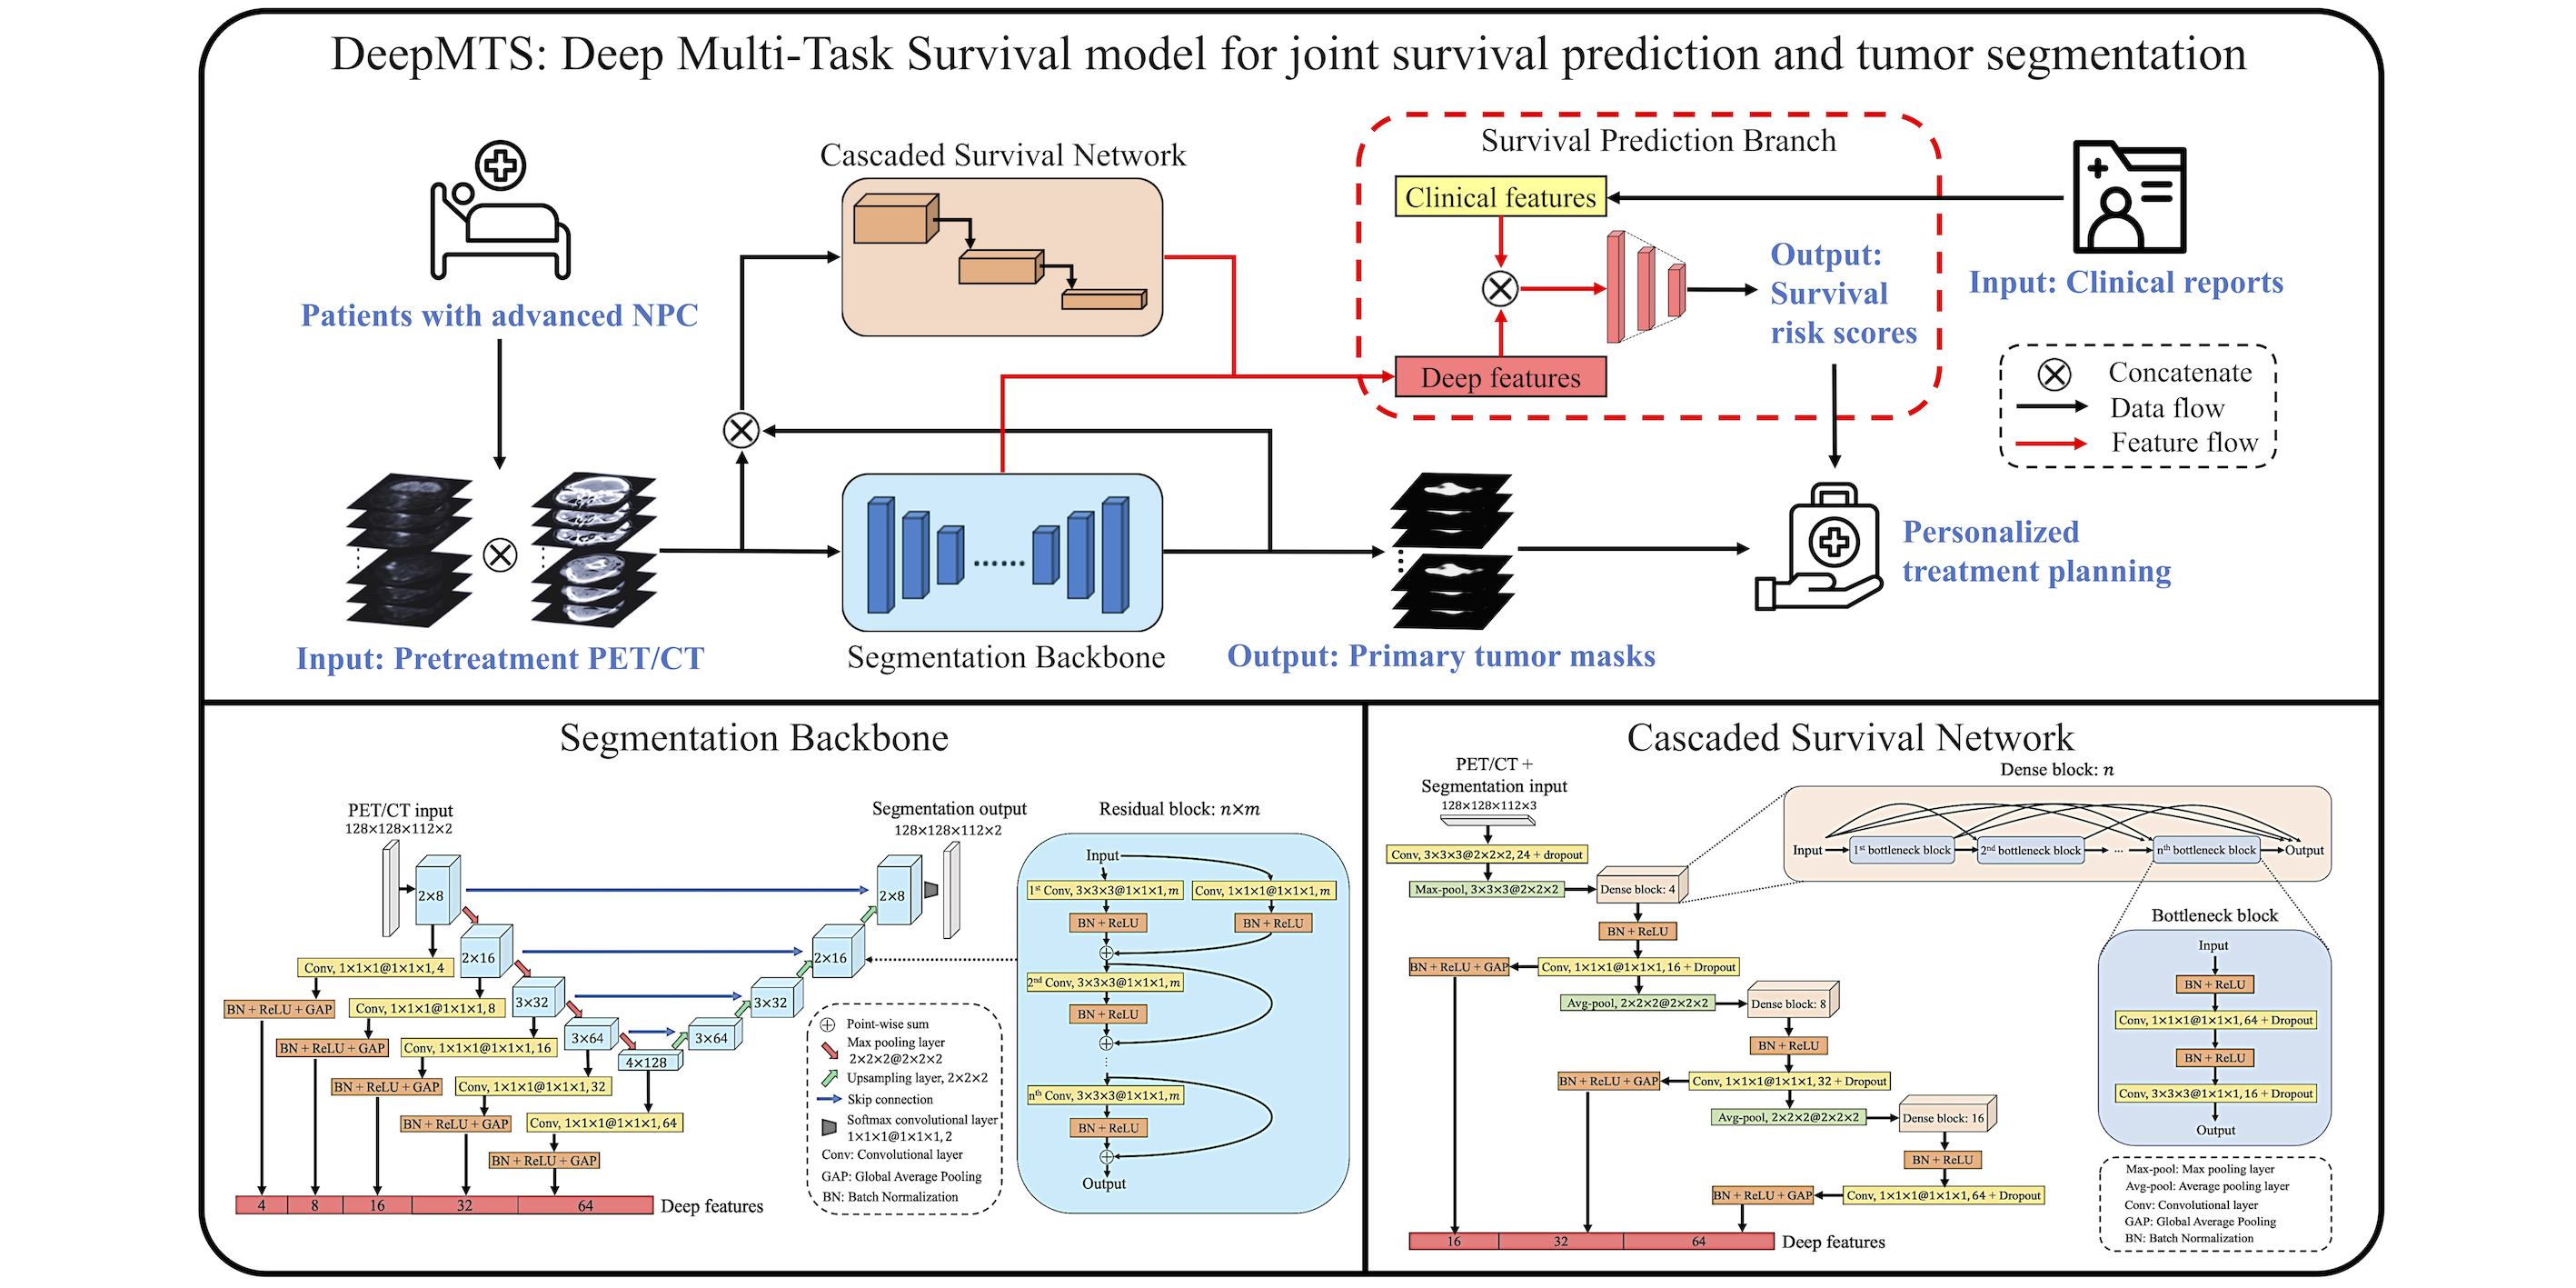 DeepMTS: Deep Multi-Task Survival model for joint survival prediction and tumor segmentation
Patients with advanced NPC
Input: Pretreatment PET/CT
Cascaded Survival Network
Segmentation Backbone
Survival Prediction Branch
Clinical features
Deep features
Output:
Survival
risk scores
Input: Clinical reports
Concatenate
Data flow
Feature flow
Output: Primary tumor masks
Personalized
treatment planning
Segmentation Backbone
PET/CT input
128×128×112×2
2×8
2×16
3×32
3×64
4×128
3×64
3×32
2×16
2×8
Segmentation output
128×128×112×2
Conv, 1×1×1@1×1×1, 4
BN + ReLU + GAP
Conv, 1×1×1@1×1×1, 8
BN + ReLU + GAP
Conv, 1×1×1@1×1×1, 16
BN + ReLU + GAP
Conv, 1×1×1@1×1×1, 32
BN + ReLU + GAP
Conv, 1×1×1@1×1×1, 64
BN + ReLU + GAP
4 8 16 32 64 Deep features
Point-wise sum
Max pooling layer
2×2×2@2×2×2
Upsampling layer, 2×2×2
Skip connection
Softmax convolutional layer
1×1×1@1×1×1, 2
Conv: Convolutional layer
GAP: Global Average Pooling
BN: Batch Normalization
Residual block: n×m
Input
1st Conv, 3×3×3@1×1×1, m
Conv, 1×1×1@1×1×1, m
BN + ReLU
BN + ReLU
2nd Conv, 3×3×3@1×1×1, m
BN + ReLU
nth Conv, 3×3×3@1×1×1, m
BN + ReLU
Output
Cascaded Survival Network
PET/CT +
Segmentation input
128×128×112×3
Conv, 3×3×3@2×2×2, 24 + dropout
Max-pool, 3×3×3@2×2×2
Dense block: 4
BN + ReLU
Conv, 1×1×1@1×1×1, 16 + Dropout
BN + ReLU + GAP
Avg-pool, 2×2×2@2×2×2
Dense block: 8
BN + ReLU
Conv, 1×1×1@1×1×1, 32 + Dropout
BN + ReLU + GAP
Avg-pool, 2×2×2@2×2×2
Dense block: 16
BN + ReLU
Conv, 1×1×1@1×1×1, 64 + Dropout
BN + ReLU + GAP
16 32 64 Deep features
Dense block: n
Input 1st bottleneck block 2nd bottleneck block ... nth bottleneck block Output
Bottleneck block
Input
BN + ReLU
Conv, 1×1×1@1×1×1, 64 + Dropout
BN + ReLU
Conv, 3×3×3@1×1×1, 16 + Dropout
Output
Max-pool: Max pooling layer
Avg-pool: Average pooling layer
Conv: Convolutional layer
GAP: Global Average Pooling
BN: Batch Normalization